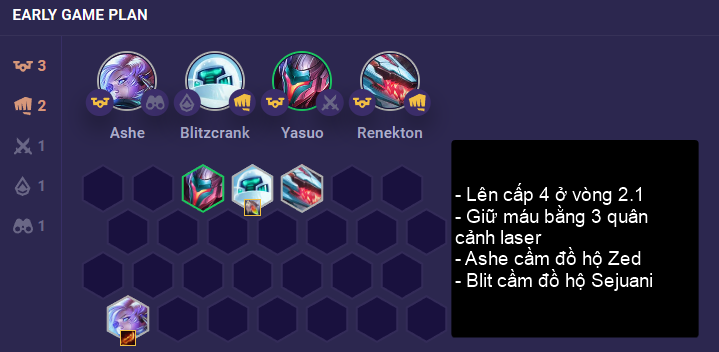 EARLY GAME PLAN
3
2
1
1
1
Ashe
Blitzcrank
Yasuo
Renekton
- Lên cấp 4 ở vòng 2.1
- Giữ máu bằng 3 quân
cảnh laser
- Ashe cầm đồ hộ Zed
- Blit cầm đồ hộ Sejuani